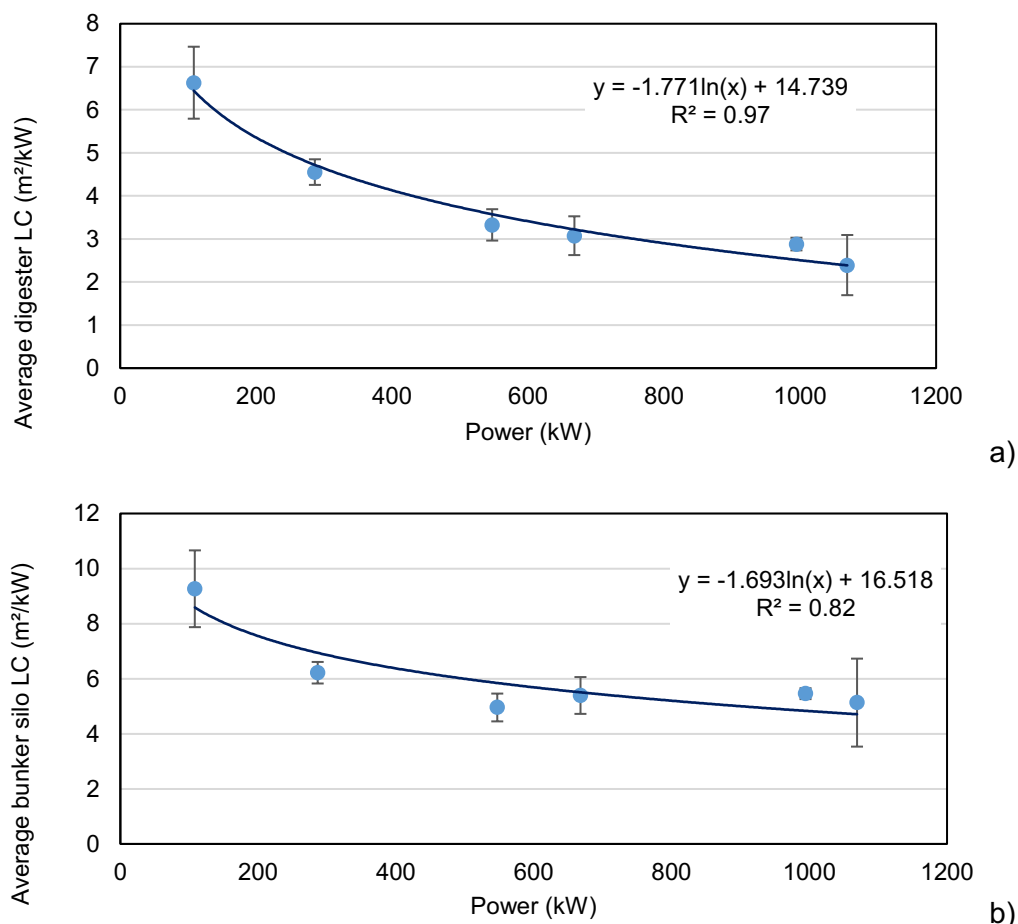 8
7
6
5
4
3
2
1
0
Average digester LC (m²/kW)
y = -1.771ln(x) + 14.739
R² = 0.97
0 200 400 600 800 1000 1200
Power (kW)
a)
12
10
8
6
4
2
0
Average bunker silo LC (m²/kW)
y = -1.693ln(x) + 16.518
R² = 0.82
0 200 400 600 800 1000 1200
Power (kW)
b)